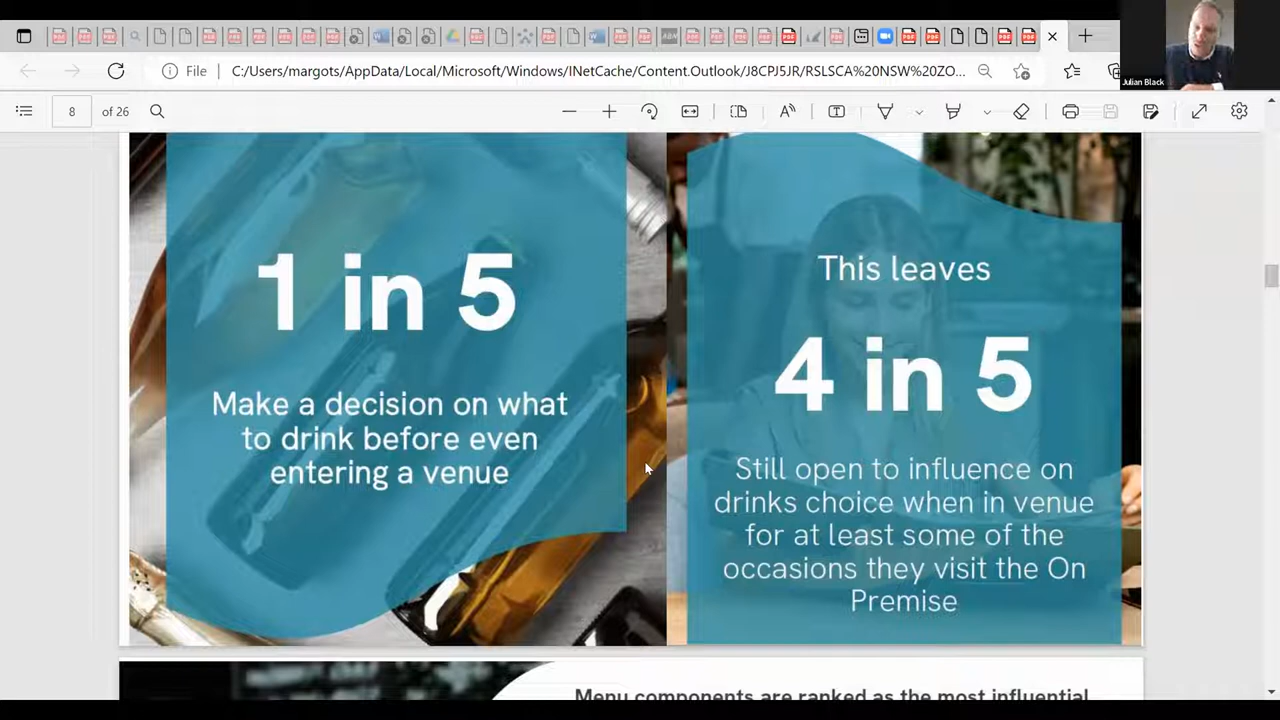 File
C:/Users/margots/AppData/Local/Microsoft/Windows/INetCache/Content.Outlook/J8CPJ5JR/RSLSCA%20NSW%20ZO...
Julian Black
8 of 26
1 in 5
Make a decision on what
to drink before even
entering a venue
This leaves
4 in 5
Still open to influence on
drinks choice when in venue
for at least some of the
occasions they visit the On
Premise
Menu components are ranked as the most influential